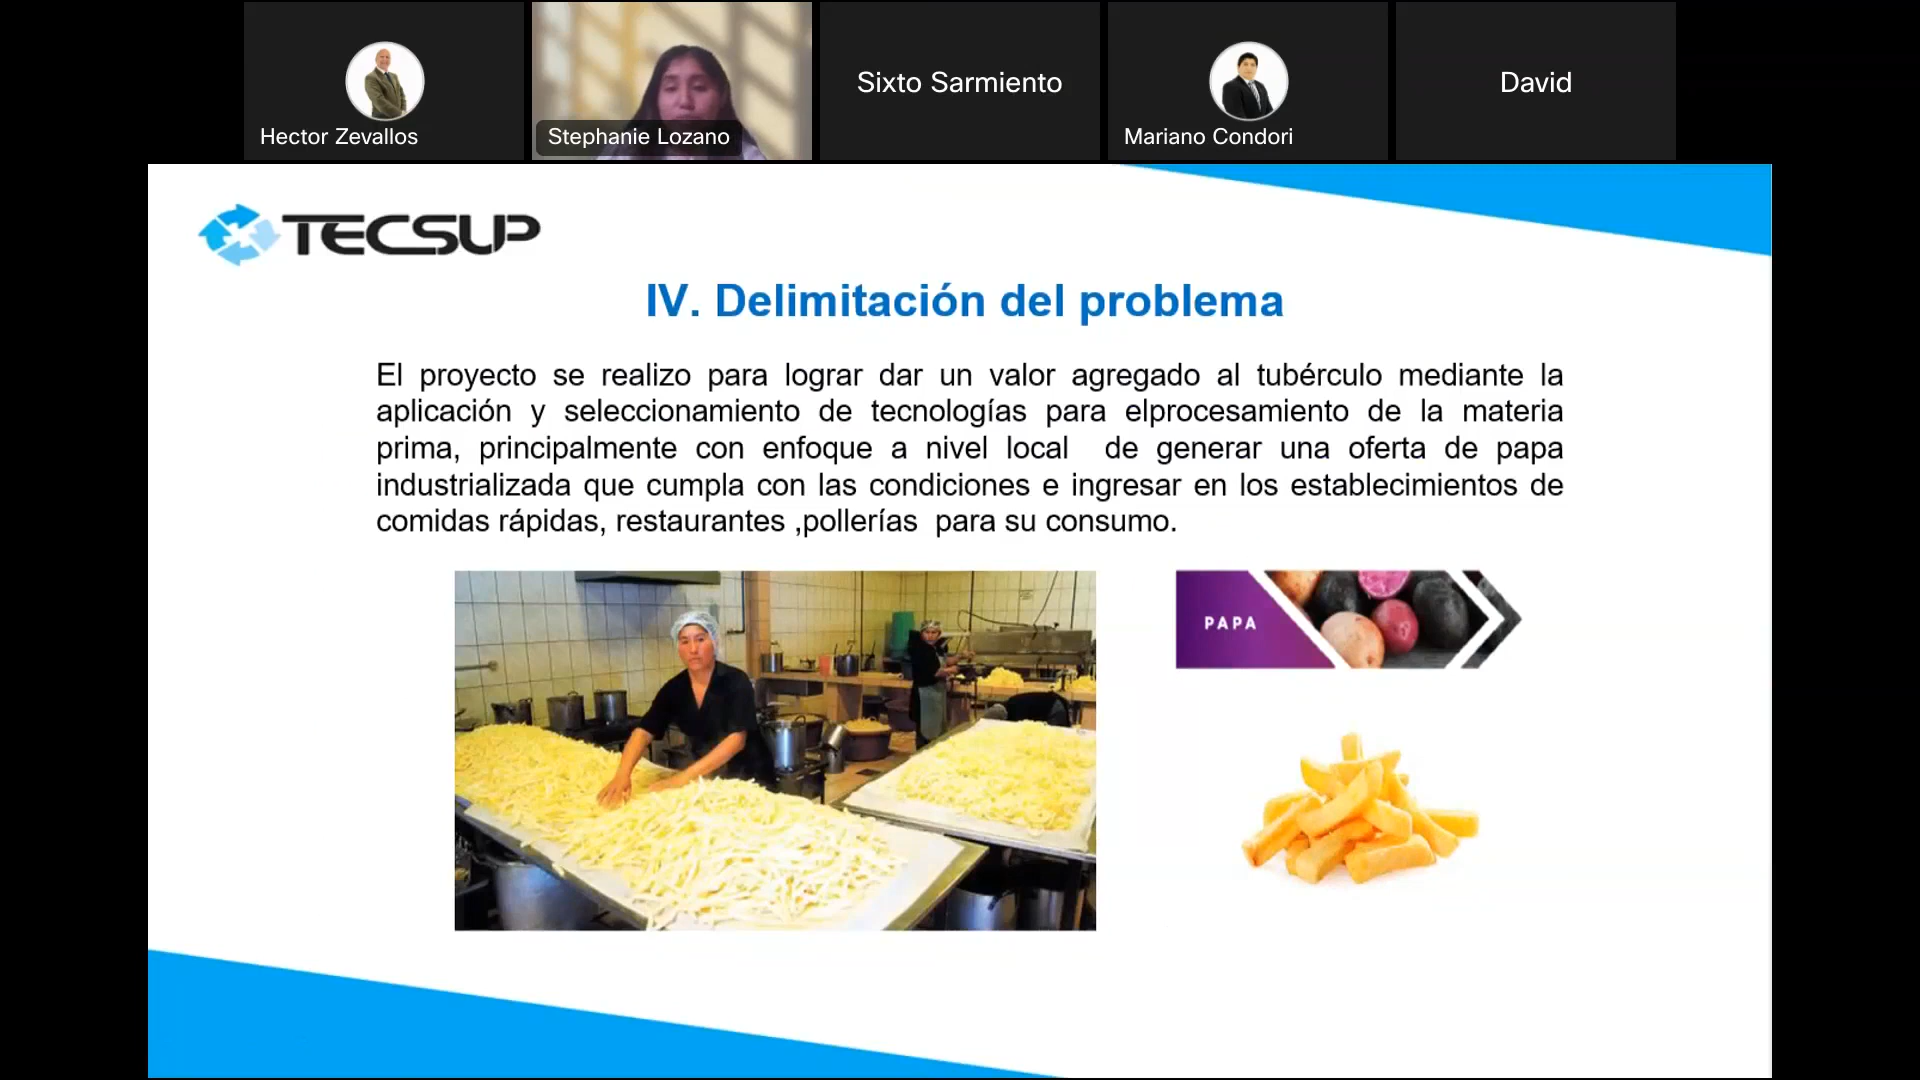 Hector Zevallos
Stephanie Lozano
Sixto Sarmiento
Mariano Condori
David
TECSUP
IV. Delimitación del problema
El proyecto se realizo para lograr dar un valor agregado al tubérculo mediante la
aplicación y seleccionamiento de tecnologías para elprocesamiento de la materia
prima, principalmente con enfoque a nivel local de generar una oferta de papa
industrializada que cumpla con las condiciones e ingresar en los establecimientos de
comidas rápidas, restaurantes ,pollerías para su consumo.
PAPA